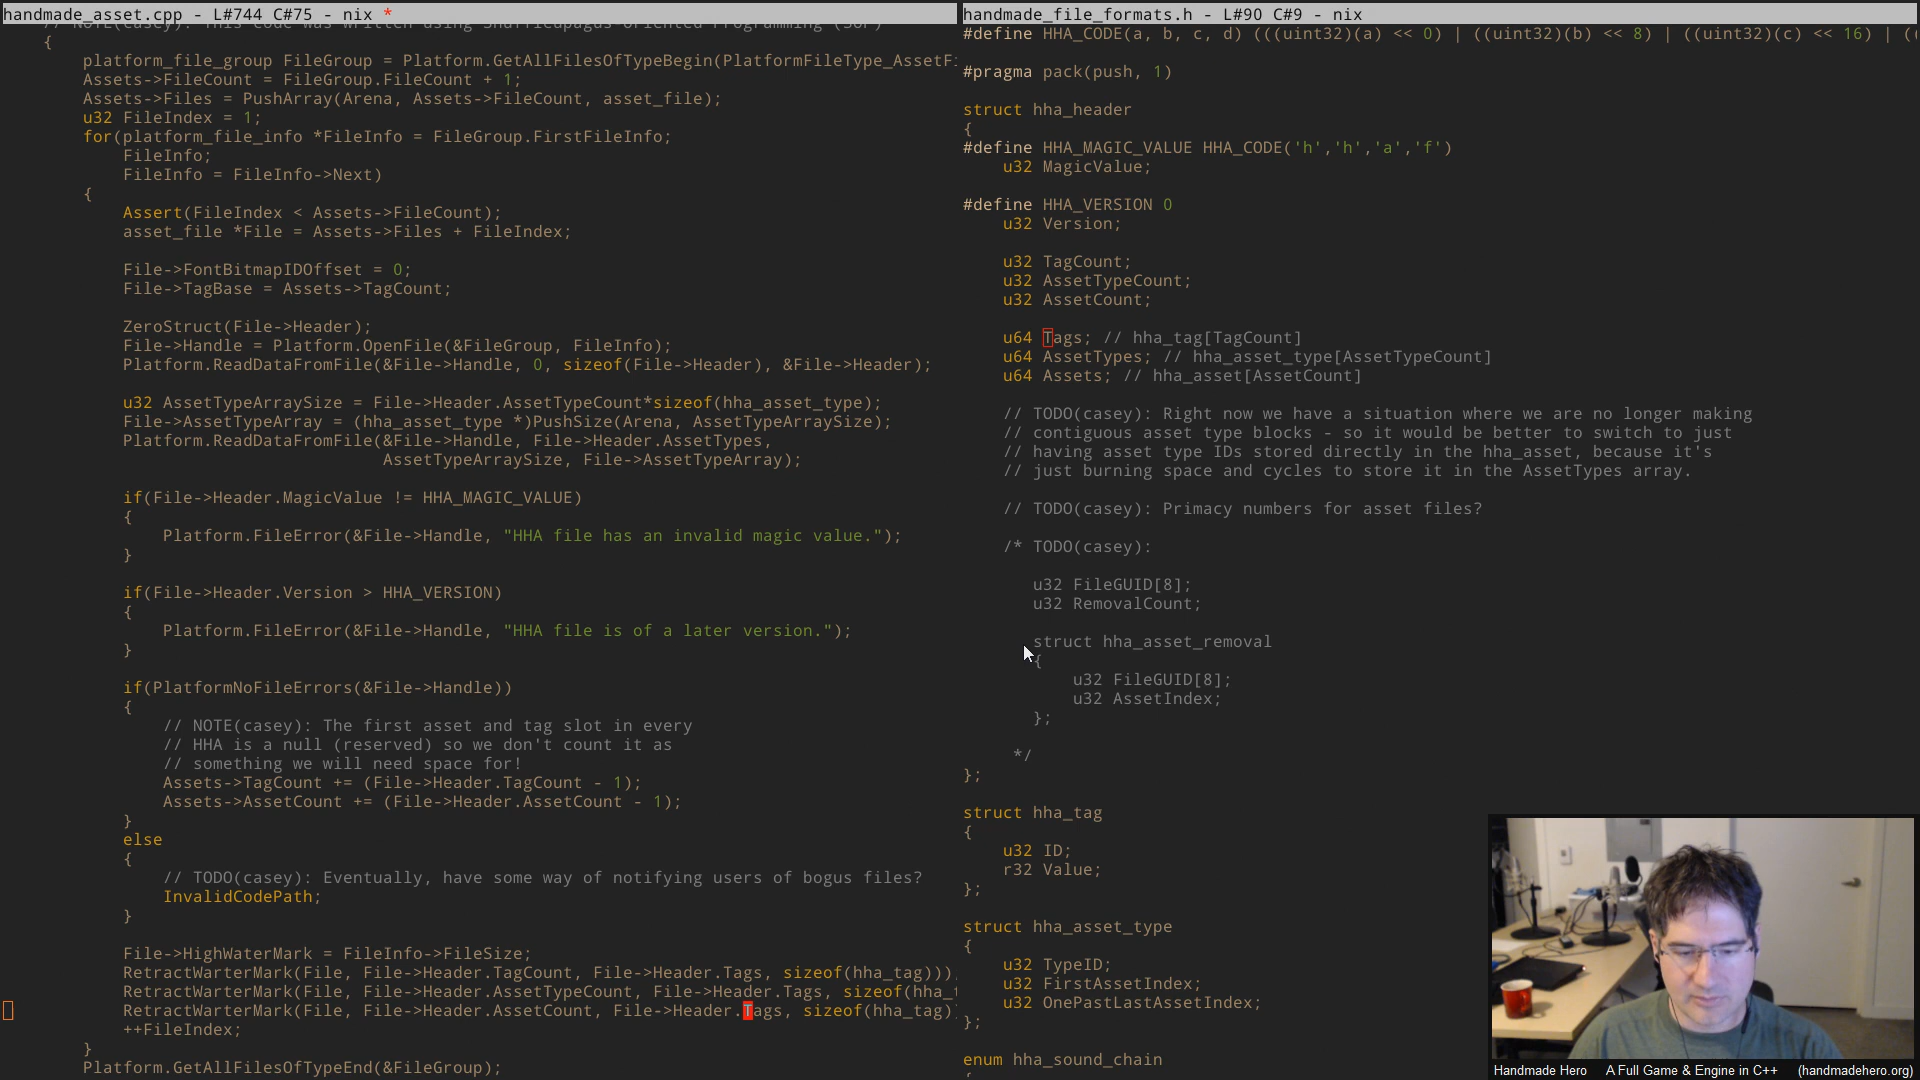 handmade_asset.cpp - L#744 C#75 - nix *
// NOTE(casey): This code was written using Shufflepagus-Oriented Programming (SOP)
{
platform_file_group FileGroup = Platform.GetAllFilesOfTypeBegin(PlatformFileType_AssetFi
Assets->FileCount = FileGroup.FileCount + 1;
Assets->Files = PushArray(Arena, Assets->FileCount, asset_file);
u32 FileIndex = 1;
for(platform_file_info *FileInfo = FileGroup.FirstFileInfo;
FileInfo;
FileInfo = FileInfo->Next)
{
Assert(FileIndex < Assets->FileCount);
asset_file *File = Assets->Files + FileIndex;
File->FontBitmapIDOffset = 0;
File->TagBase = Assets->TagCount;
ZeroStruct(File->Header);
File->Handle = Platform.OpenFile(&FileGroup, FileInfo);
Platform.ReadDataFromFile(&File->Handle, 0, sizeof(File->Header), &File->Header);
u32 AssetTypeArraySize = File->Header.AssetTypeCount*sizeof(hha_asset_type);
File->AssetTypeArray = (hha_asset_type *)PushSize(Arena, AssetTypeArraySize);
Platform.ReadDataFromFile(&File->Handle, File->Header.AssetTypes,
AssetTypeArraySize, File->AssetTypeArray);
if(File->Header.MagicValue != HHA_MAGIC_VALUE)
{
Platform.FileError(&File->Handle, "HHA file has an invalid magic value.");
}
if(File->Header.Version > HHA_VERSION)
{
Platform.FileError(&File->Handle, "HHA file is of a later version.");
}
if(PlatformNoFileErrors(&File->Handle))
{
// NOTE(casey): The first asset and tag slot in every
// HHA is a null (reserved) so we don't count it as
// something we will need space for!
Assets->TagCount += (File->Header.TagCount - 1);
Assets->AssetCount += (File->Header.AssetCount - 1);
}
else
{
// TODO(casey): Eventually, have some way of notifying users of bogus files?
InvalidCodePath;
}
File->HighWaterMark = FileInfo->FileSize;
RetractWarterMark(File, File->Header.TagCount, File->Header.Tags, sizeof(hha_tag)));
RetractWarterMark(File, File->Header.AssetTypeCount, File->Header.Tags, sizeof(hha_t
RetractWarterMark(File, File->Header.AssetCount, File->Header.Tags, sizeof(hha_tag))
++FileIndex;
}
Platform.GetAllFilesOfTypeEnd(&FileGroup);
handmade_file_formats.h - L#90 C#9 - nix
#define HHA_CODE(a, b, c, d) (((uint32)(a) << 0) | ((uint32)(b) << 8) | ((uint32)(c) << 16) | ((
#pragma pack(push, 1)
struct hha_header
{
#define HHA_MAGIC_VALUE HHA_CODE('h','h','a','f')
u32 MagicValue;
#define HHA_VERSION 0
u32 Version;
u32 TagCount;
u32 AssetTypeCount;
u32 AssetCount;
u64 Tags; // hha_tag[TagCount]
u64 AssetTypes; // hha_asset_type[AssetTypeCount]
u64 Assets; // hha_asset[AssetCount]
// TODO(casey): Right now we have a situation where we are no longer making
// contiguous asset type blocks - so it would be better to switch to just
// having asset type IDs stored directly in the hha_asset, because it's
// just burning space and cycles to store it in the AssetTypes array.
// TODO(casey): Primacy numbers for asset files?
/* TODO(casey):
u32 FileGUID[8];
u32 RemovalCount;
struct hha_asset_removal
{
u32 FileGUID[8];
u32 AssetIndex;
};
*/
};
struct hha_tag
{
u32 ID;
r32 Value;
};
struct hha_asset_type
{
u32 TypeID;
u32 FirstAssetIndex;
u32 OnePastLastAssetIndex;
};
enum hha_sound_chain
{
Handmade Hero A Full Game & Engine in C++ (handmadehero.org)